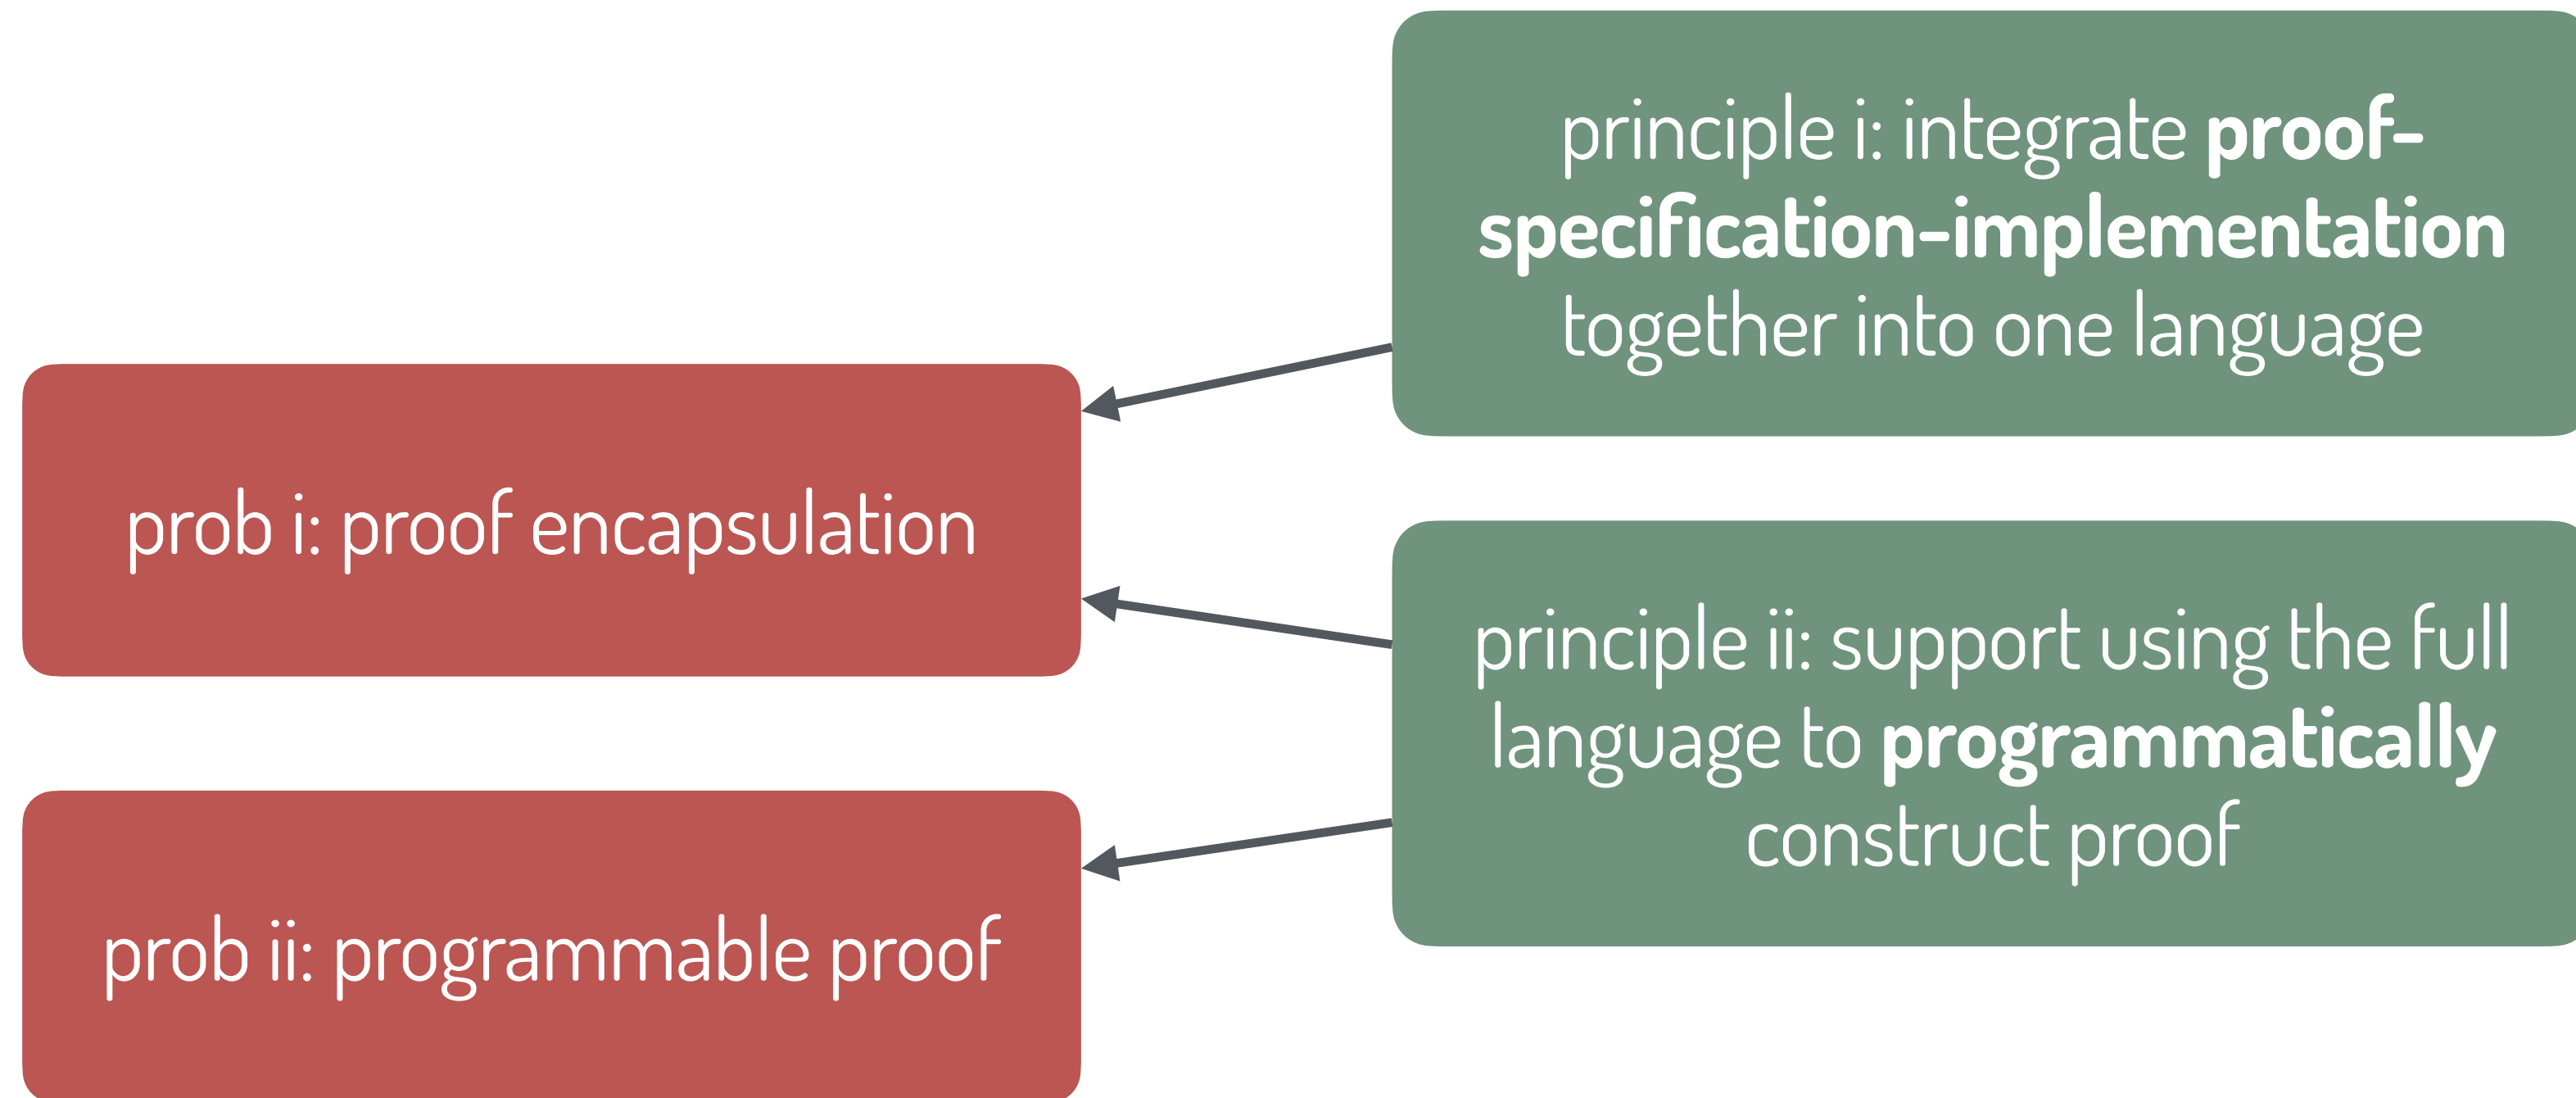 principle i: integrate proof-
specification-implementation
together into one language
prob i: proof encapsulation
principle ii: support using the full
language to programmatically
construct proof
prob ii: programmable proof